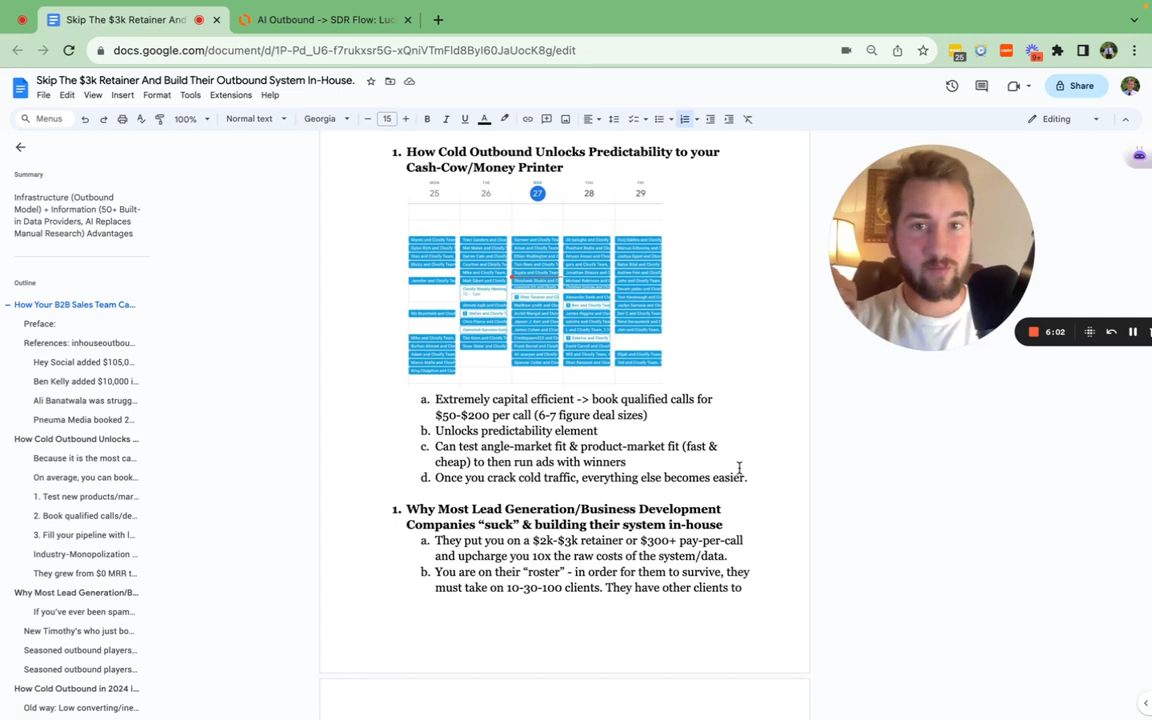 Skip The $3k Retainer And
AI Outbound -> SDR Flow: Luc
docs.google.com/document/d/1P-Pd_U6-f7rukxsr5G-xQniVTmFId8ByI60JaUocK8g/edit
25
9+
Skip The $3k Retainer And Build Their Outbound System In-House.
File Edit View Insert Format Tools Extensions Help
Share
Menus
100%
Normal text
Georgia
15
Editing
Summary
Infrastructure (Outbound
Model) + Information (50+ Built-
in Data Providers, AI Replaces
Manual Research) Advantages
Outline
How Your B2B Sales Team Ca...
Preface:
References: inhouseoutbou...
Hey Social added $105,0...
Ben Kelly added $10,000 i...
Ali Banatwala was strugg...
Pneuma Media booked 2...
How Cold Outbound Unlocks ...
Because it is the most ca...
On average, you can book...
1. Test new products/mar...
2. Book qualified calls/de...
3. Fill your pipeline with l...
Industry-Monopolization ...
They grew from $0 MRR t...
Why Most Lead Generation/B...
If you've ever been spam...
New Timothy's who just bo...
Seasoned outbound players...
Seasoned outbound players...
How Cold Outbound in 2024 i...
Old way: Low converting/ine...
1. How Cold Outbound Unlocks Predictability to your
Cash-Cow/Money Printer
MON TUE WED THU FRI
25 26 27 28 29
a. Extremely capital efficient -> book qualified calls for
$50-$200 per call (6-7 figure deal sizes)
b. Unlocks predictability element
c. Can test angle-market fit & product-market fit (fast &
cheap) to then run ads with winners
d. Once you crack cold traffic, everything else becomes easier.
1. Why Most Lead Generation/Business Development
Companies “suck” & building their system in-house
a. They put you on a $2k-$3k retainer or $300+ pay-per-call
and upcharge you 10x the raw costs of the system/data.
b. You are on their “roster” - in order for them to survive, they
must take on 10-30-100 clients. They have other clients to
6:02